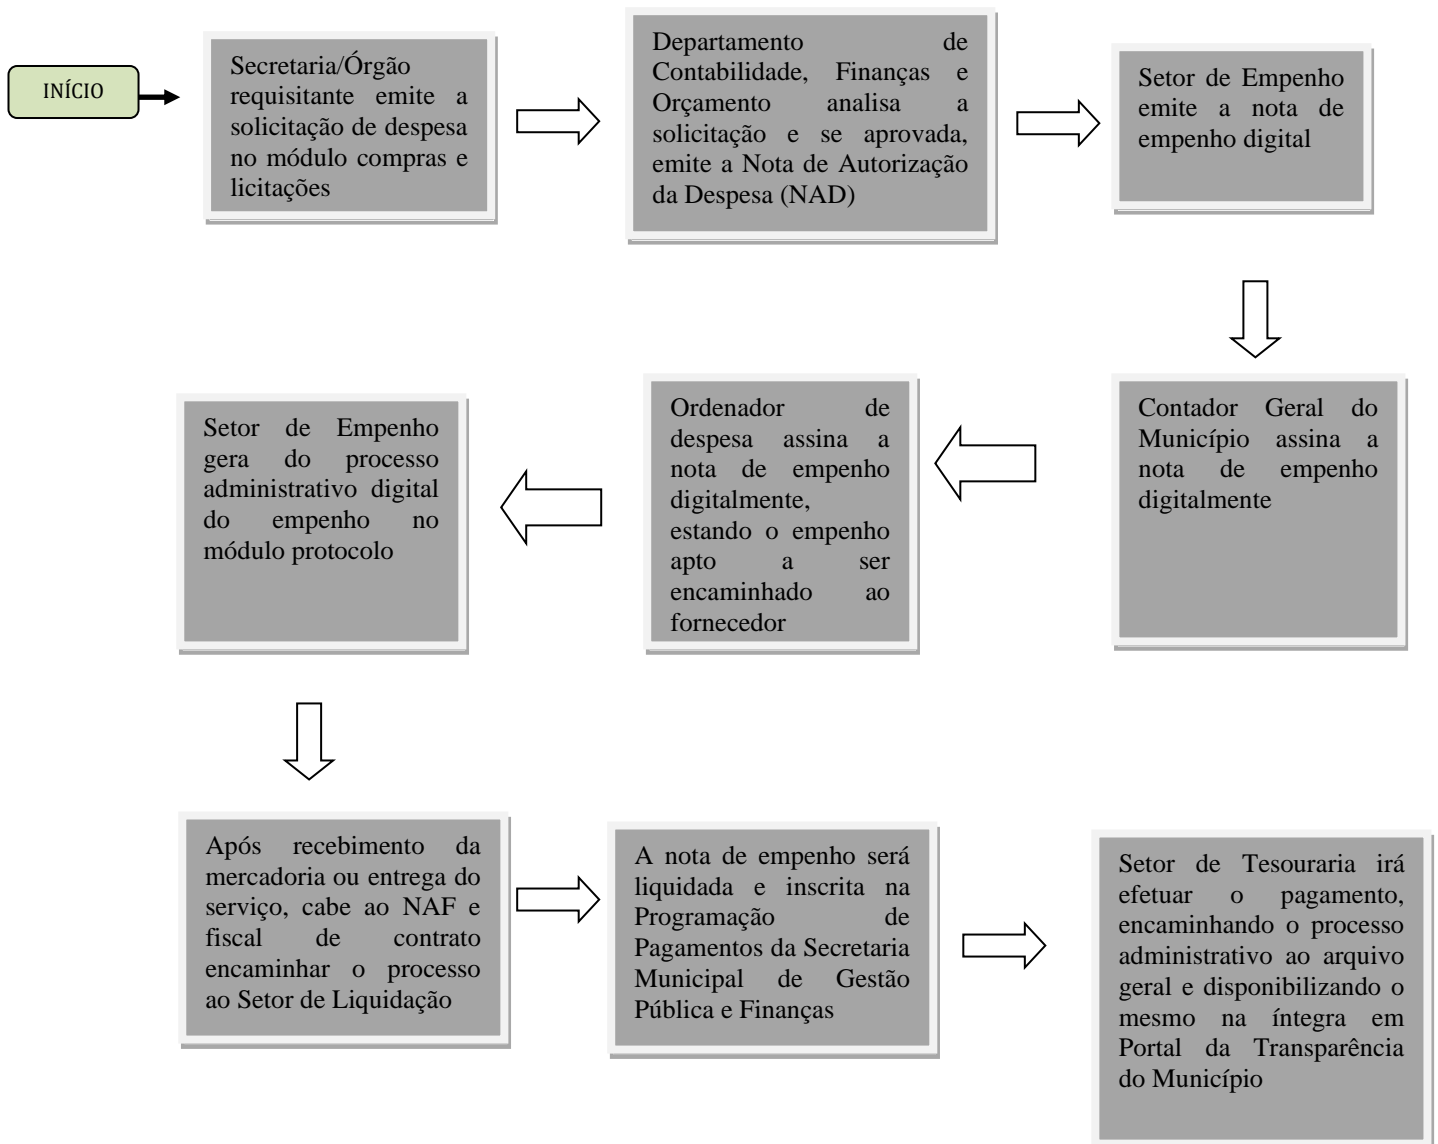 INÍCIO
Secretaria/Órgão
requisitante emite a
solicitação de despesa
no módulo compras e
licitações
Departamento de
Contabilidade, Finanças e
Orçamento analisa a
solicitação e se aprovada,
emite a Nota de Autorização
da Despesa (NAD)
Setor de Empenho
emite a nota de
empenho digital
Contador Geral do
Município assina a
nota de empenho
digitalmente
Ordenador de
despesa assina a
nota de empenho
digitalmente,
estando o empenho
apto a ser
encaminhado ao
fornecedor
Setor de Empenho
gera do processo
administrativo digital
do empenho no
módulo protocolo
Após recebimento da
mercadoria ou entrega do
serviço, cabe ao NAF e
fiscal de contrato
encaminhar o processo
ao Setor de Liquidação
A nota de empenho será
liquidada e inscrita na
Programação de
Pagamentos da Secretaria
Municipal de Gestão
Pública e Finanças
Setor de Tesouraria irá
efetuar o pagamento,
encaminhando o processo
administrativo ao arquivo
geral e disponibilizando o
mesmo na íntegra em
Portal da Transparência
do Município